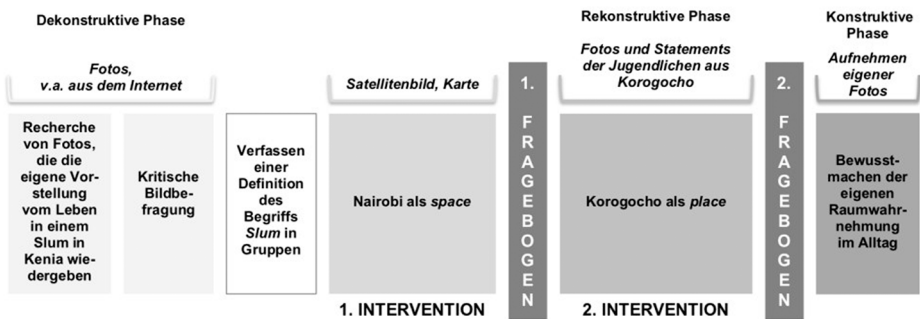 Dekonstruktive Phase
Rekonstruktive Phase
Konstruktive
Phase
Fotos,
v.a. aus dem Internet
Satellitenbild, Karte
Fotos und Statements
der Jugendlichen aus
Korogocho
Aufnehmen
eigener
Fotos
Recherche
von Fotos,
die die
eigene Vor-
stellung
vom Leben
in einem
Slum in
Kenia wie-
dergeben
Kritische
Bildbe-
fragung
Verfassen
einer
Definition
des
Begriffs
Slum in
Gruppen
Nairobi als space
1.
FRAGEBOGEN
Korogocho als place
2.
FRAGEBOGEN
Bewusst-
machen der
eigenen
Raumwahr-
nehmung
im Alltag
1. INTERVENTION
2. INTERVENTION